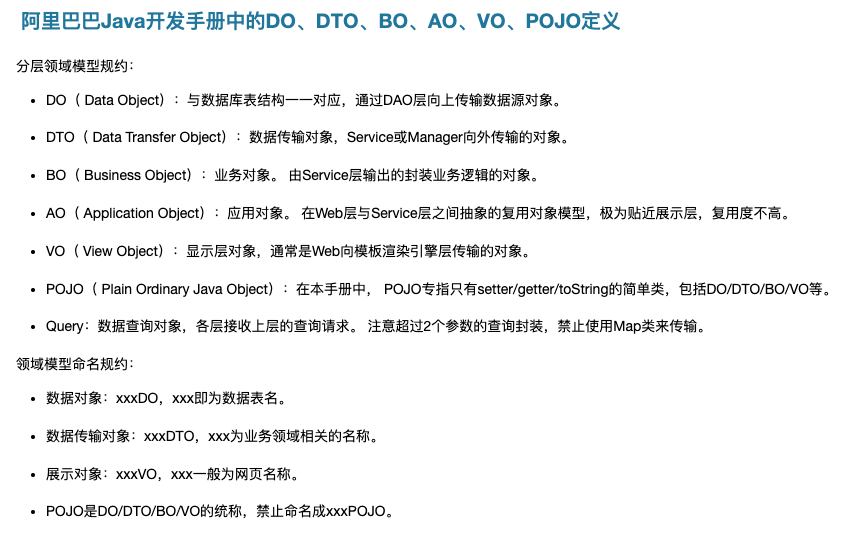 阿里巴巴Java开发手册中的DO、DTO、BO、AO、VO、POJO定义
分层领域模型规约：
• DO（ Data Object）：与数据库表结构一一对应，通过DAO层向上传输数据源对象。
• DTO（ Data Transfer Object）：数据传输对象，Service或Manager向外传输的对象。
• BO（ Business Object）：业务对象。 由Service层输出的封装业务逻辑的对象。
• AO（ Application Object）：应用对象。 在Web层与Service层之间抽象的复用对象模型，极为贴近展示层，复用度不高。
• VO（ View Object）：显示层对象，通常是Web向模板渲染引擎层传输的对象。
• POJO（ Plain Ordinary Java Object）：在本手册中， POJO专指只有setter/getter/toString的简单类，包括DO/DTO/BO/VO等。
• Query：数据查询对象，各层接收上层的查询请求。 注意超过2个参数的查询封装，禁止使用Map类来传输。
领域模型命名规约：
• 数据对象：xxxDO，xxx即为数据表名。
• 数据传输对象：xxxDTO，xxx为业务领域相关的名称。
• 展示对象：xxxVO，xxx一般为网页名称。
• POJO是DO/DTO/BO/VO的统称，禁止命名成xxxPOJO。